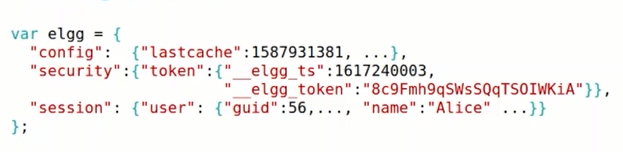 var elgg = {
"config": {"lastcache":1587931381, ...},
"security":{"token":{"__elgg_ts":1617240003,
"__elgg_token":"8c9Fmh9qSWsSQqTSOIWKiA"}},
"session": {"user": {"guid":56,..., "name":"Alice" ...}}
};